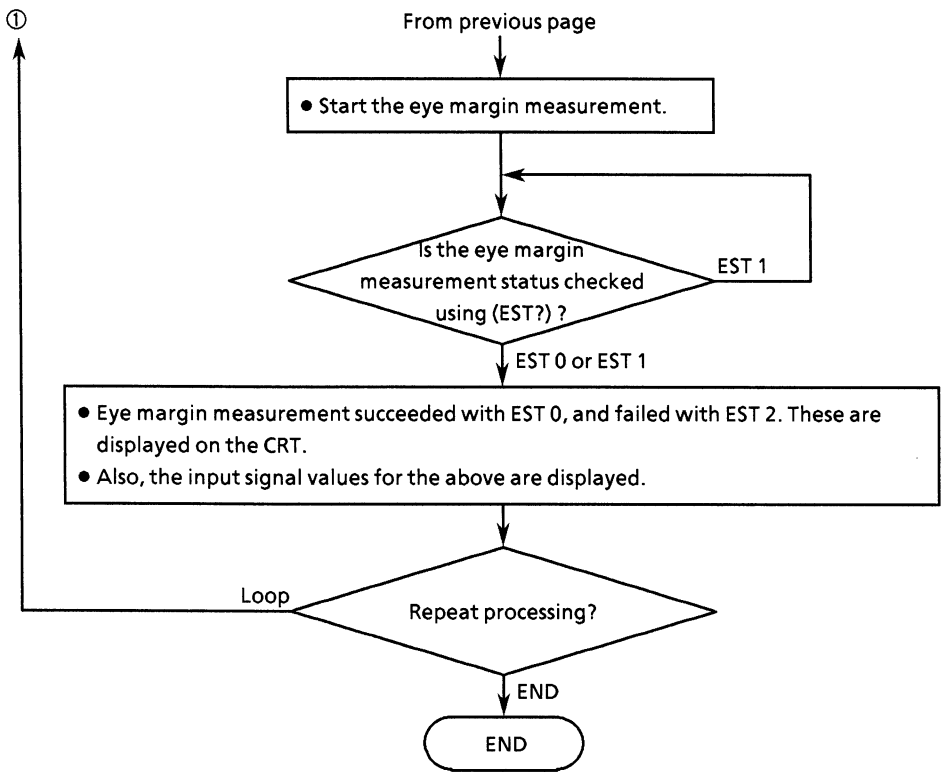 ①
From previous page
● Start the eye margin measurement.
Is the eye margin
measurement status checked
using (EST?) ?
EST 1
EST 0 or EST 1
● Eye margin measurement succeeded with EST 0, and failed with EST 2. These are
displayed on the CRT.
● Also, the input signal values for the above are displayed.
Loop
Repeat processing?
END
END